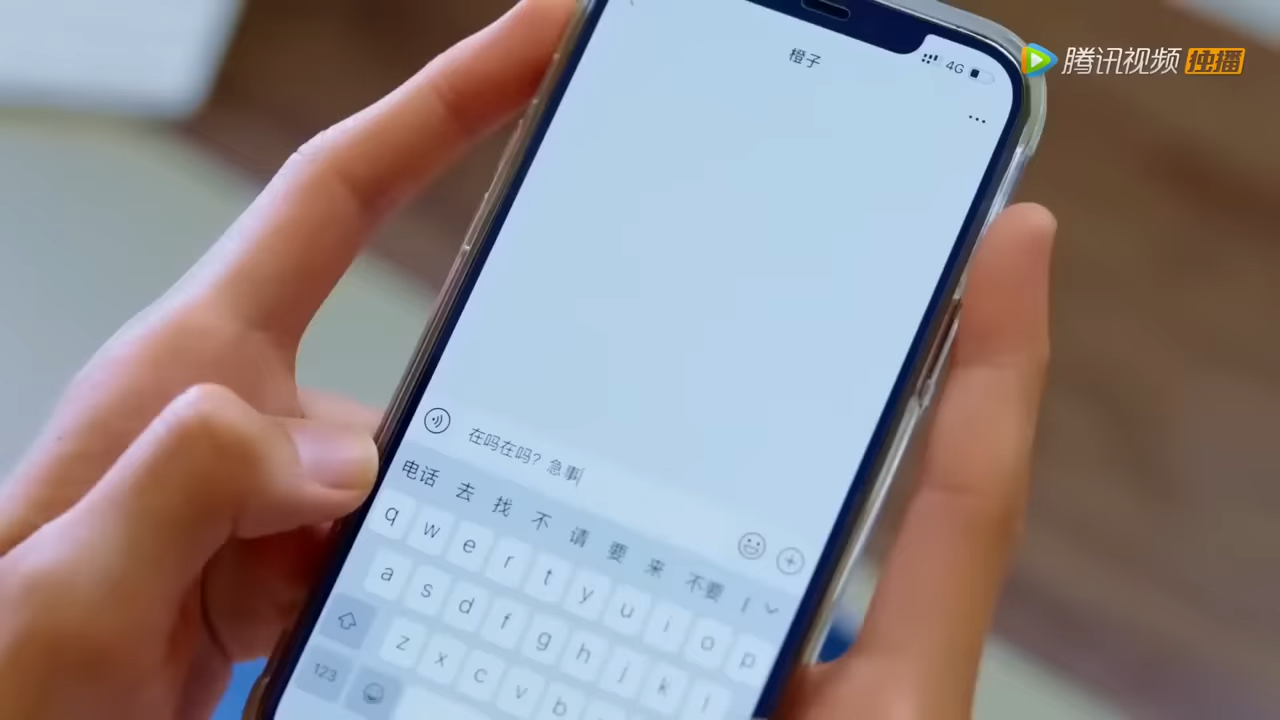 橙子
4G
腾讯视频 独播
...
在吗在吗？急事
电话 去 找 不 请 要 来 不要
q w e r t y u i o p
a s d f g h j k l
z x c v b
123